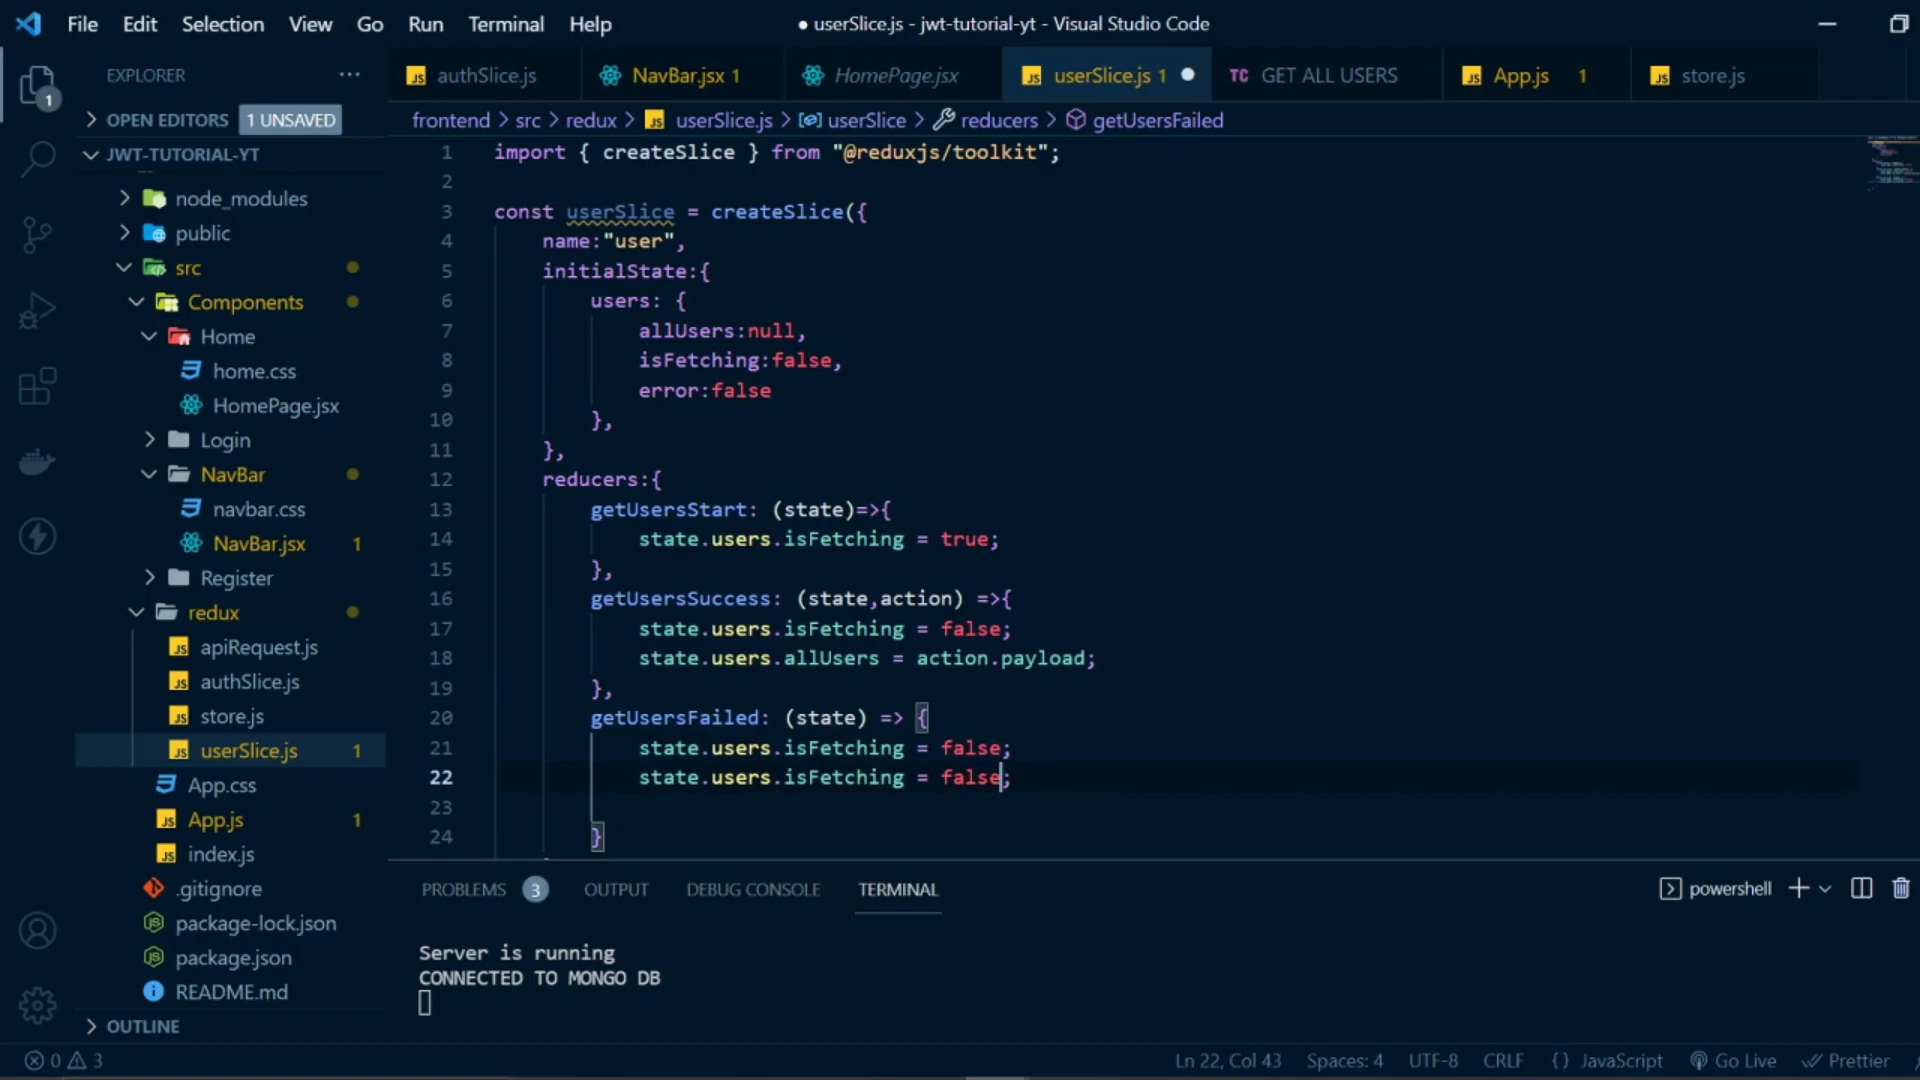 File Edit Selection View Go Run Terminal Help
● userSlice.js - jwt-tutorial-yt - Visual Studio Code
EXPLORER ...
authSlice.js
NavBar.jsx 1
HomePage.jsx
userSlice.js 1 ●
TC GET ALL USERS
App.js 1
store.js
frontend > src > redux > userSlice.js > userSlice > reducers > getUsersFailed
OPEN EDITORS 1 UNSAVED
JWT-TUTORIAL-YT
node_modules
public
src
Components
Home
home.css
HomePage.jsx
Login
NavBar
navbar.css
NavBar.jsx 1
Register
redux
apiRequest.js
authSlice.js
store.js
userSlice.js 1
App.css
App.js 1
index.js
.gitignore
package-lock.json
package.json
README.md
OUTLINE
1 import { createSlice } from "@reduxjs/toolkit";
2
3 const userSlice = createSlice({
4 name:"user",
5 initialState:{
6 users: {
7 allUsers:null,
8 isFetching:false,
9 error:false
10 },
11 },
12 reducers:{
13 getUsersStart: (state)=>{
14 state.users.isFetching = true;
15 },
16 getUsersSuccess: (state,action) =>{
17 state.users.isFetching = false;
18 state.users.allUsers = action.payload;
19 },
20 getUsersFailed: (state) => {
21 state.users.isFetching = false;
22 state.users.isFetching = false;
23
24 }
PROBLEMS 3 OUTPUT DEBUG CONSOLE TERMINAL
powershell
Server is running
CONNECTED TO MONGO DB
0 3
Ln 22, Col 43 Spaces: 4 UTF-8 CRLF {} JavaScript Go Live Prettier